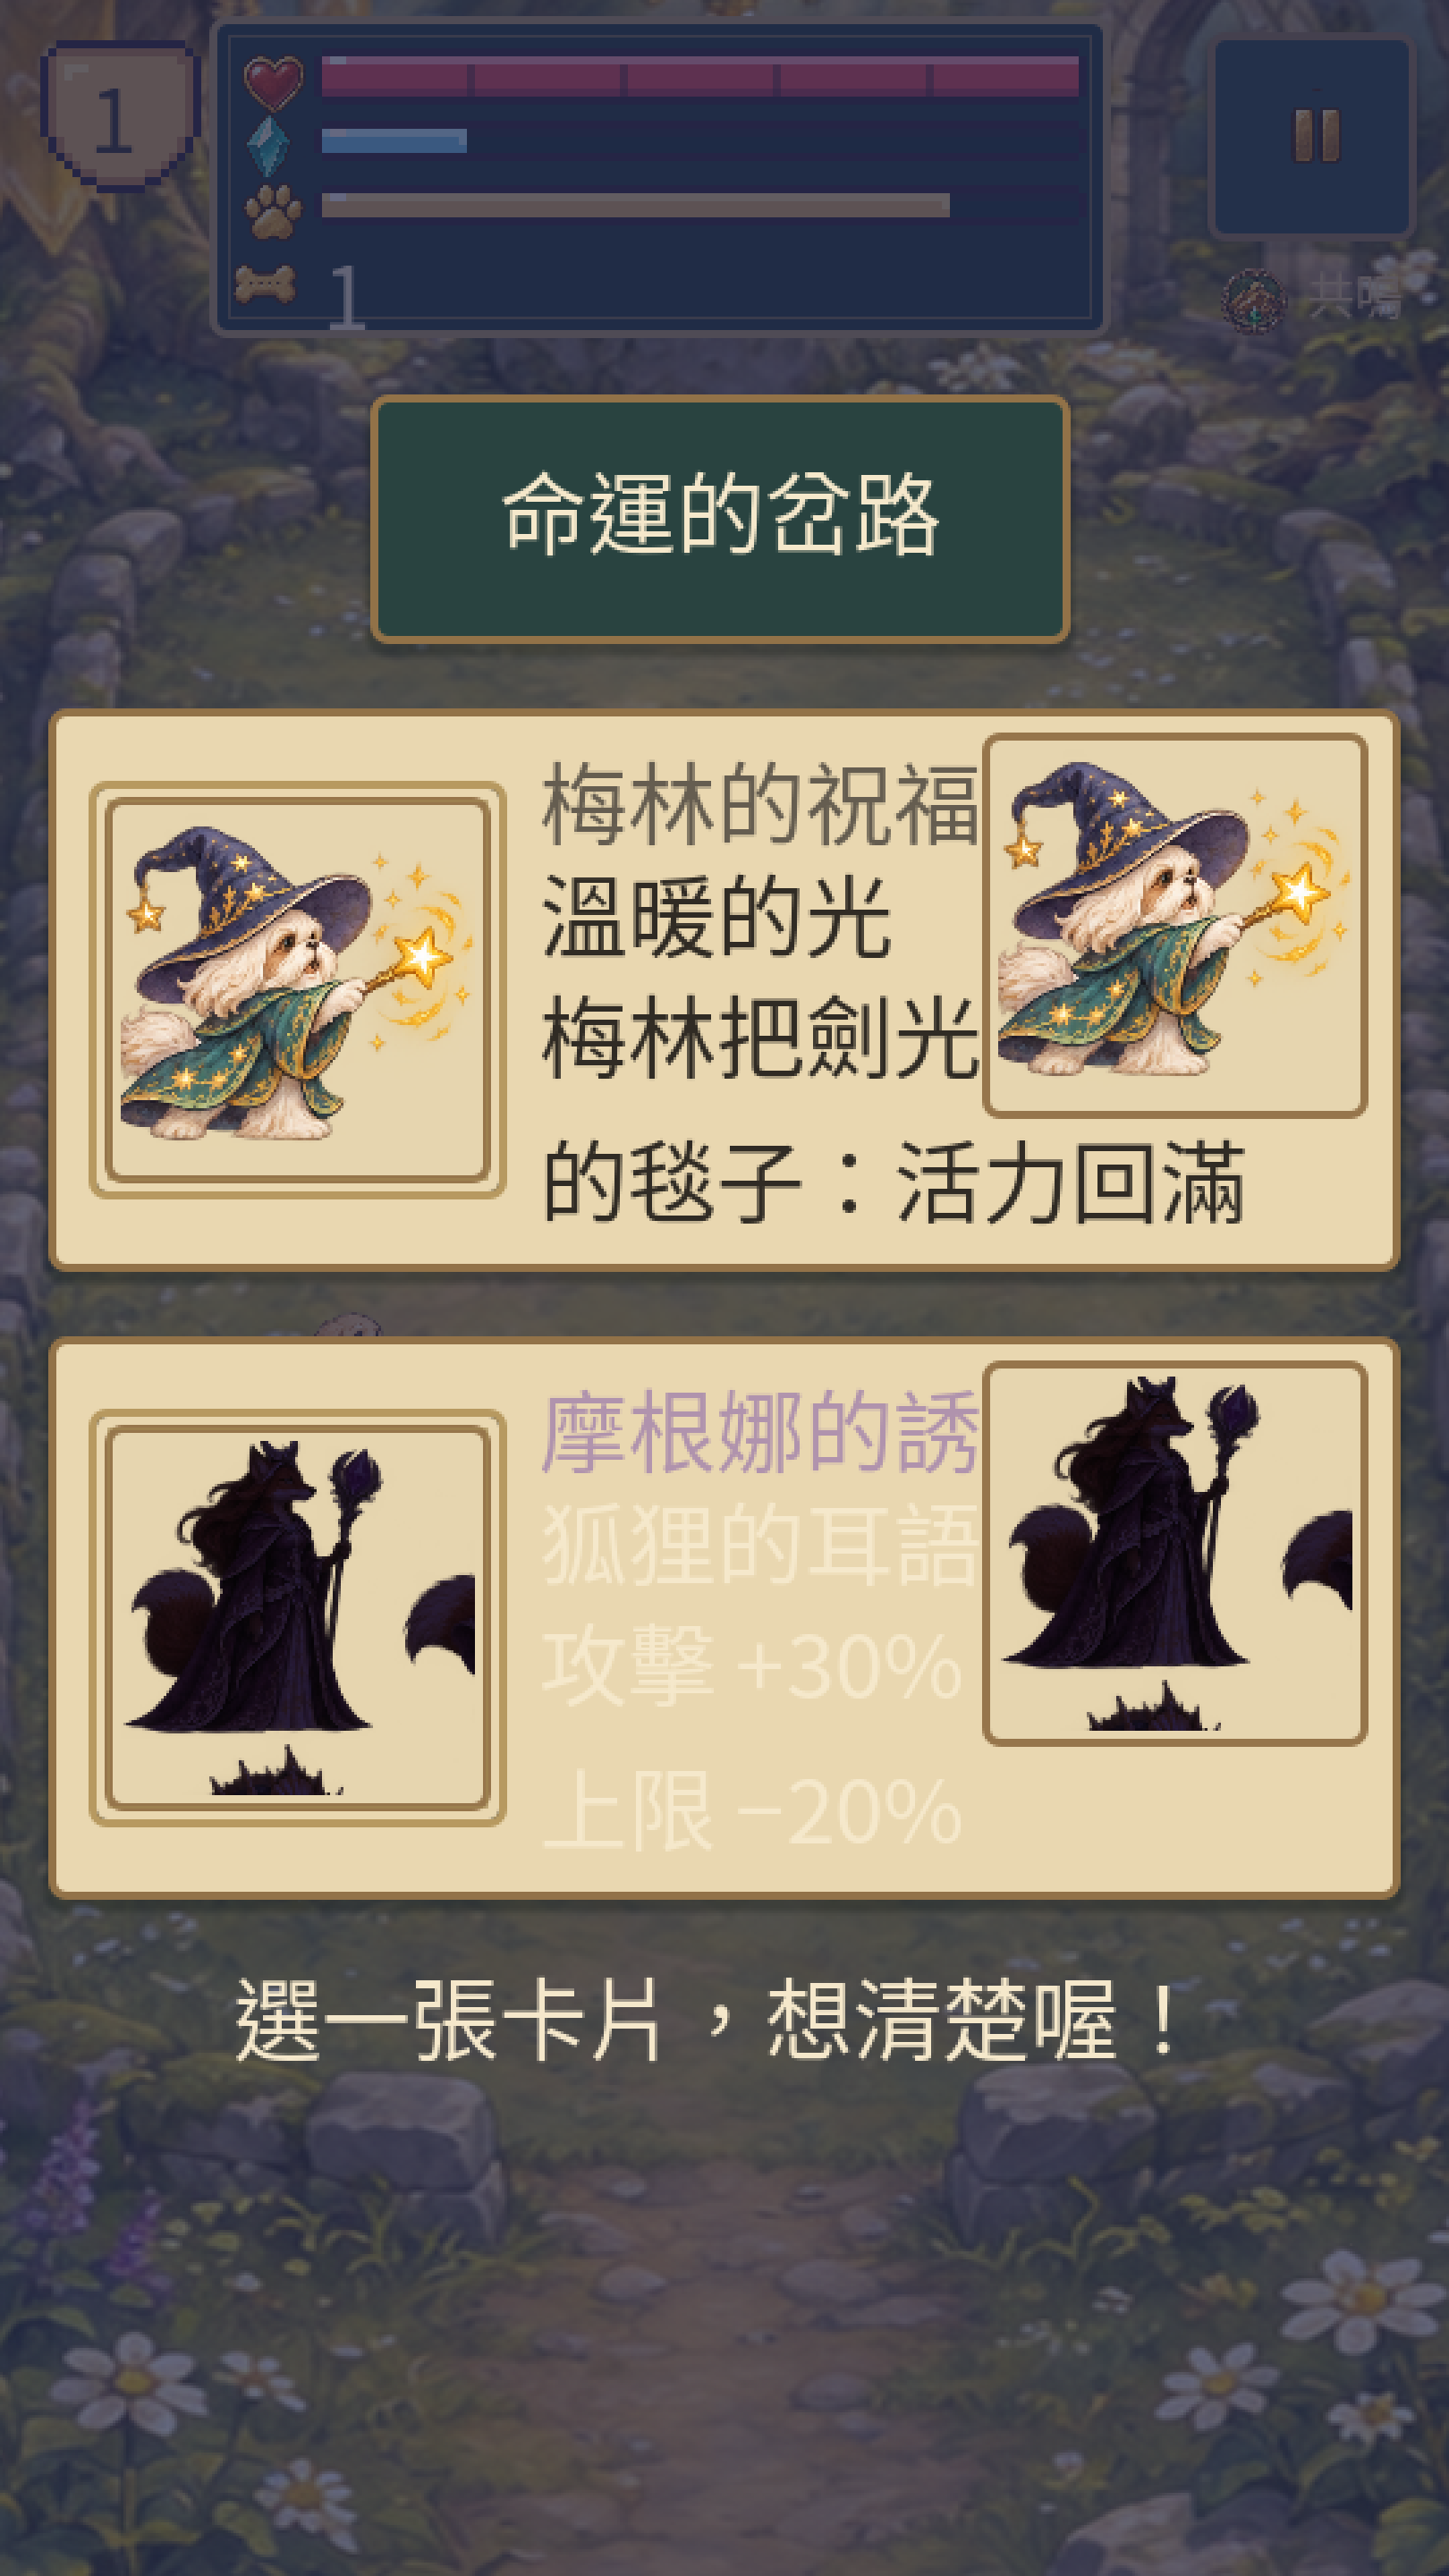 1
1
共鳴
命運的岔路
梅林的祝福
溫暖的光
梅林把劍光
的毯子：活力回滿
摩根娜的誘
狐狸的耳語
攻擊 +30%
上限 −20%
選一張卡片，想清楚喔！